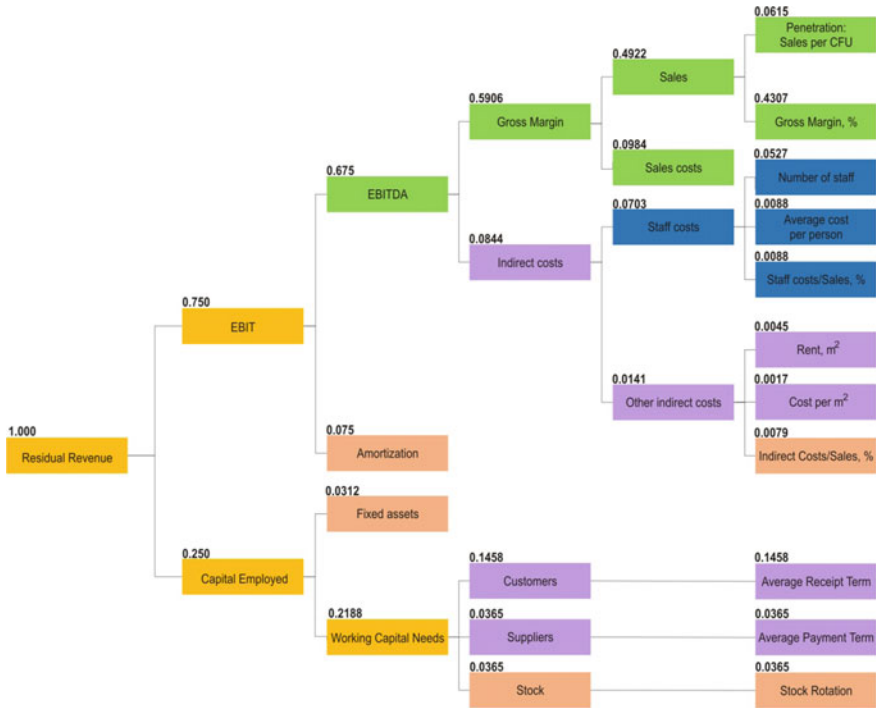 0.0615
Penetration:
Sales per CFU
0.4922
Sales
0.5906
Gross Margin
0.4307
Gross Margin, %
0.0984
Sales costs
0.675
EBITDA
0.0527
Number of staff
0.0703
Staff costs
0.0088
Average cost
per person
0.0844
Indirect costs
0.0088
Staff costs/Sales, %
0.750
EBIT
0.0045
Rent, m²
0.0141
Other indirect costs
0.0017
Cost per m²
1.000
Residual Revenue
0.075
Amortization
0.0079
Indirect Costs/Sales, %
0.0312
Fixed assets
0.250
Capital Employed
0.1458
Customers
0.1458
Average Receipt Term
0.2188
Working Capital Needs
0.0365
Suppliers
0.0365
Average Payment Term
0.0365
Stock
0.0365
Stock Rotation